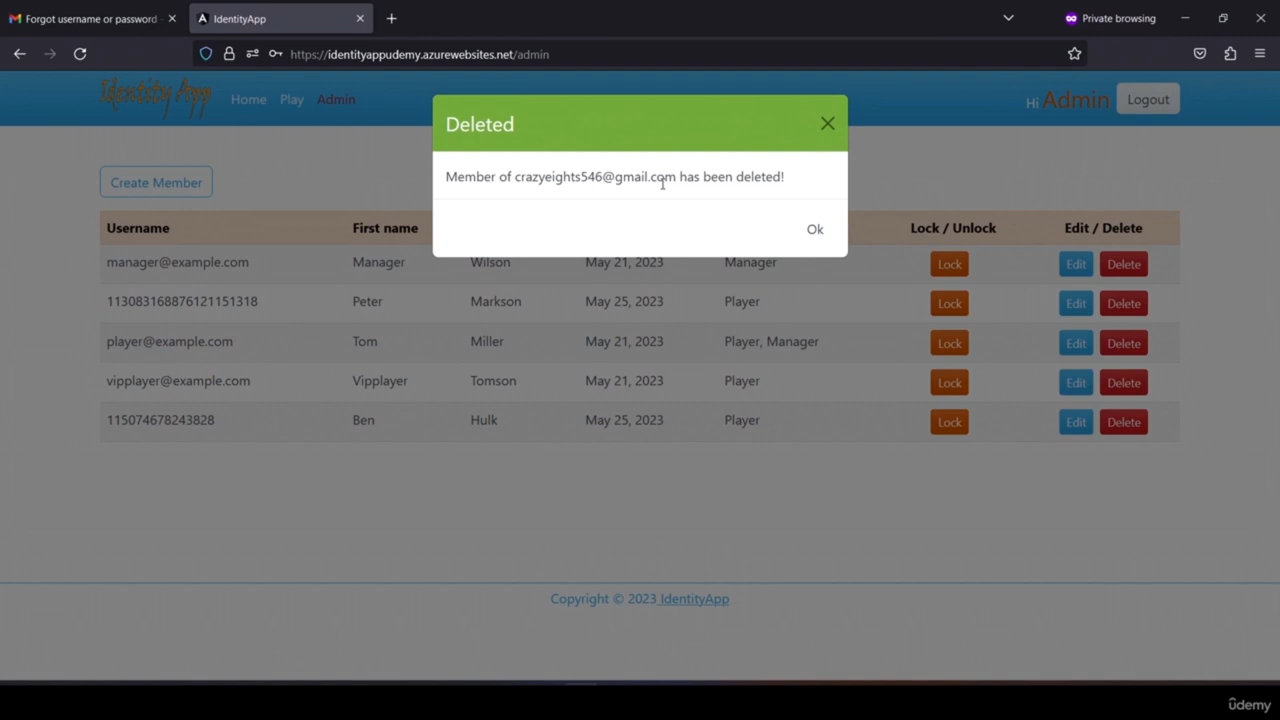 Forgot username or password
IdentityApp
Private browsing
https://identityappudemy.azurewebsites.net/admin
Identity App
Home
Play
Admin
Hi Admin
Logout
Deleted
Member of crazyeights546@gmail.com has been deleted!
Ok
Create Member
Username First name Lock / Unlock Edit / Delete
manager@example.com Manager Wilson May 21, 2023 Manager Lock Edit Delete
113083168876121151318 Peter Markson May 25, 2023 Player Lock Edit Delete
player@example.com Tom Miller May 21, 2023 Player, Manager Lock Edit Delete
vipplayer@example.com Vipplayer Tomson May 21, 2023 Player Lock Edit Delete
115074678243828 Ben Hulk May 25, 2023 Player Lock Edit Delete
Copyright © 2023 IdentityApp
ûdemy